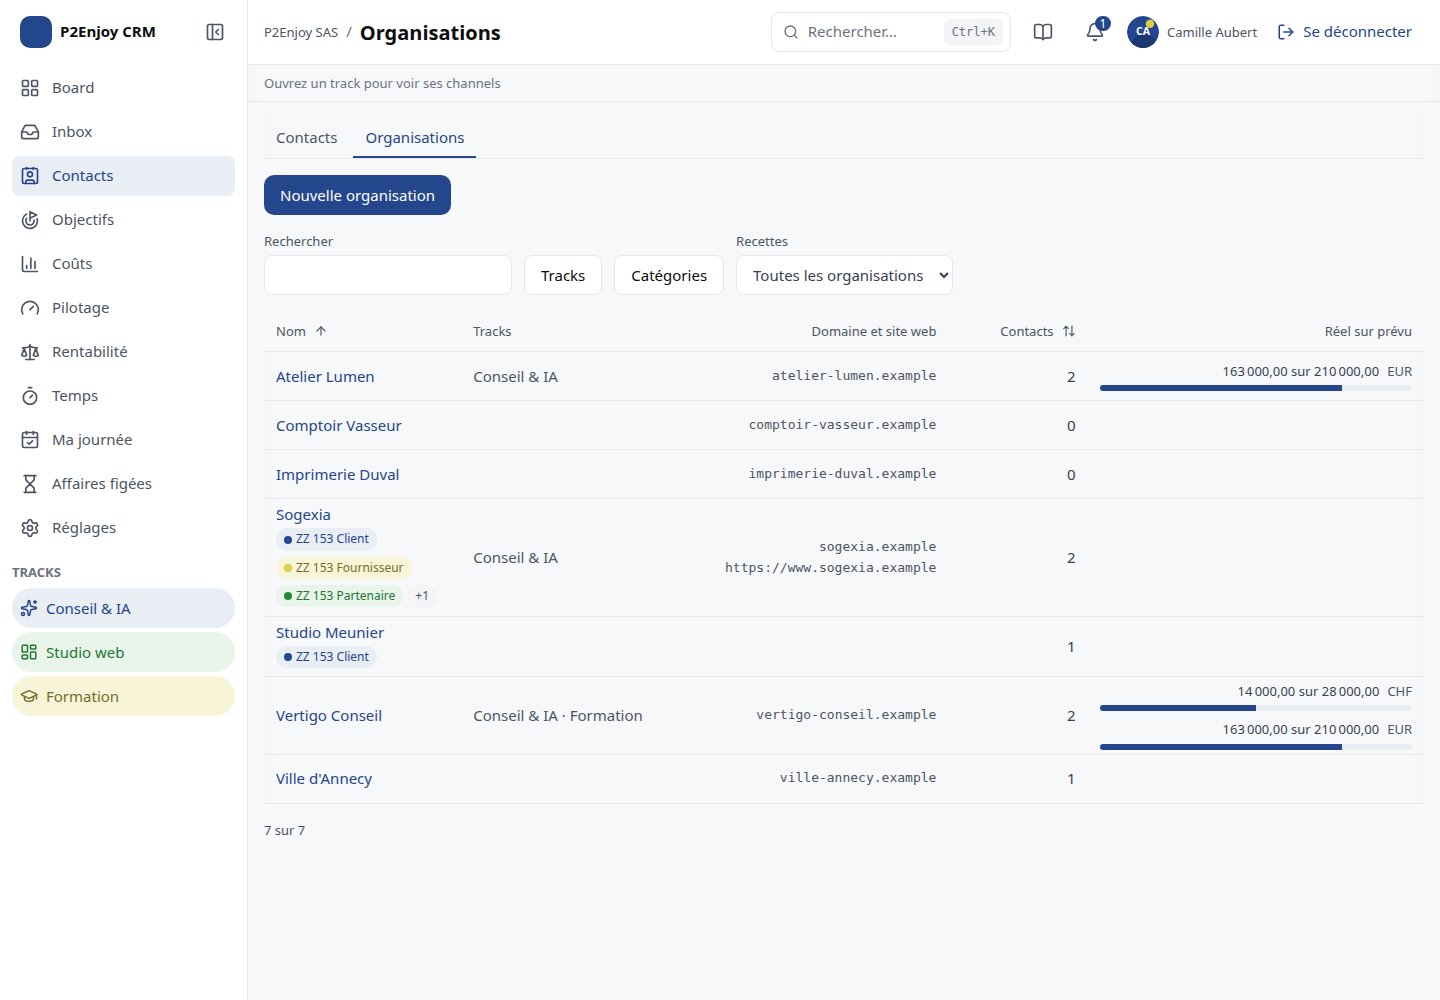 P2Enjoy CRM
Board
Inbox
Contacts
Objectifs
Coûts
Pilotage
Rentabilité
Temps
Ma journée
Affaires figées
Réglages
TRACKS
Conseil & IA
Studio web
Formation
P2Enjoy SAS / Organisations
Rechercher... Ctrl+K
1
CA Camille Aubert
Se déconnecter
Ouvrez un track pour voir ses channels
Contacts Organisations
Nouvelle organisation
Rechercher Recettes
Tracks Catégories Toutes les organisations
Nom Tracks Domaine et site web Contacts Réel sur prévu
Atelier Lumen Conseil & IA atelier-lumen.example 2 163 000,00 sur 210 000,00 EUR
Comptoir Vasseur comptoir-vasseur.example 0
Imprimerie Duval imprimerie-duval.example 0
Sogexia
ZZ 153 Client
ZZ 153 Fournisseur
ZZ 153 Partenaire +1
Conseil & IA
sogexia.example
https://www.sogexia.example
2
Studio Meunier
ZZ 153 Client
1
Vertigo Conseil Conseil & IA · Formation vertigo-conseil.example 2
14 000,00 sur 28 000,00 CHF
163 000,00 sur 210 000,00 EUR
Ville d'Annecy ville-annecy.example 1
7 sur 7